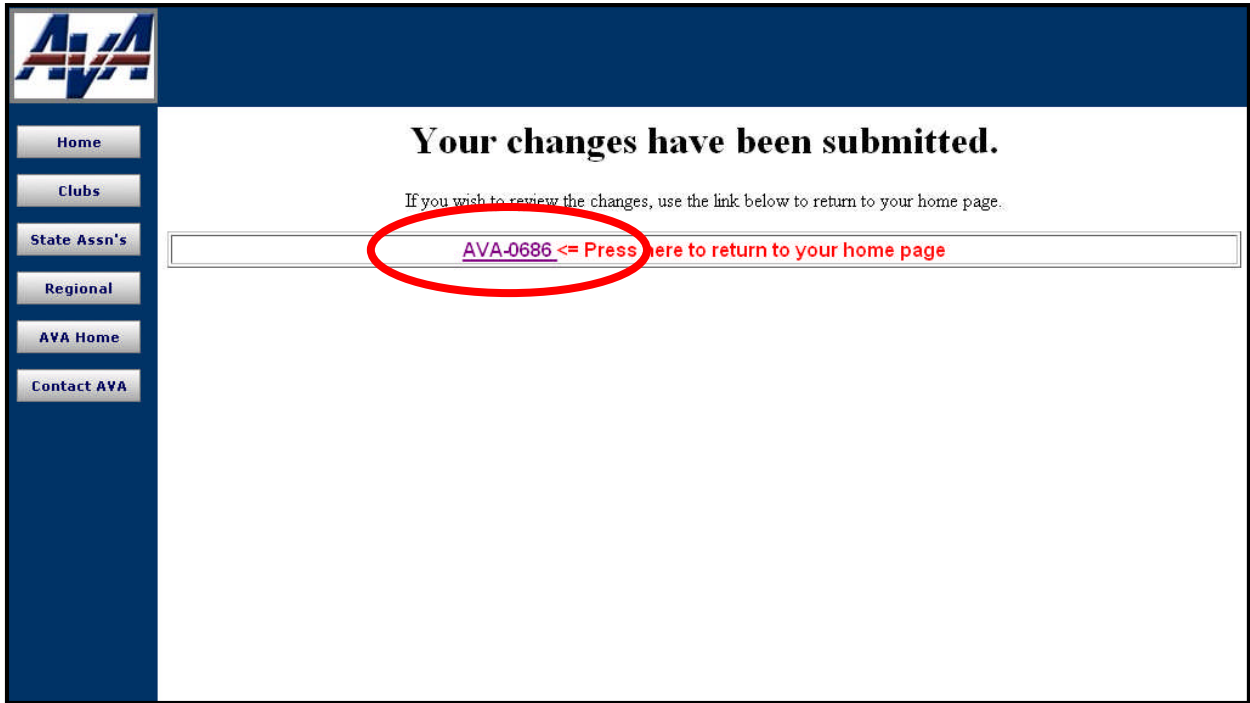 AVA
Home
Clubs
State Assn's
Regional
AVA Home
Contact AVA
Your changes have been submitted.
If you wish to review the changes, use the link below to return to your home page.
AVA-0686 <= Press here to return to your home page